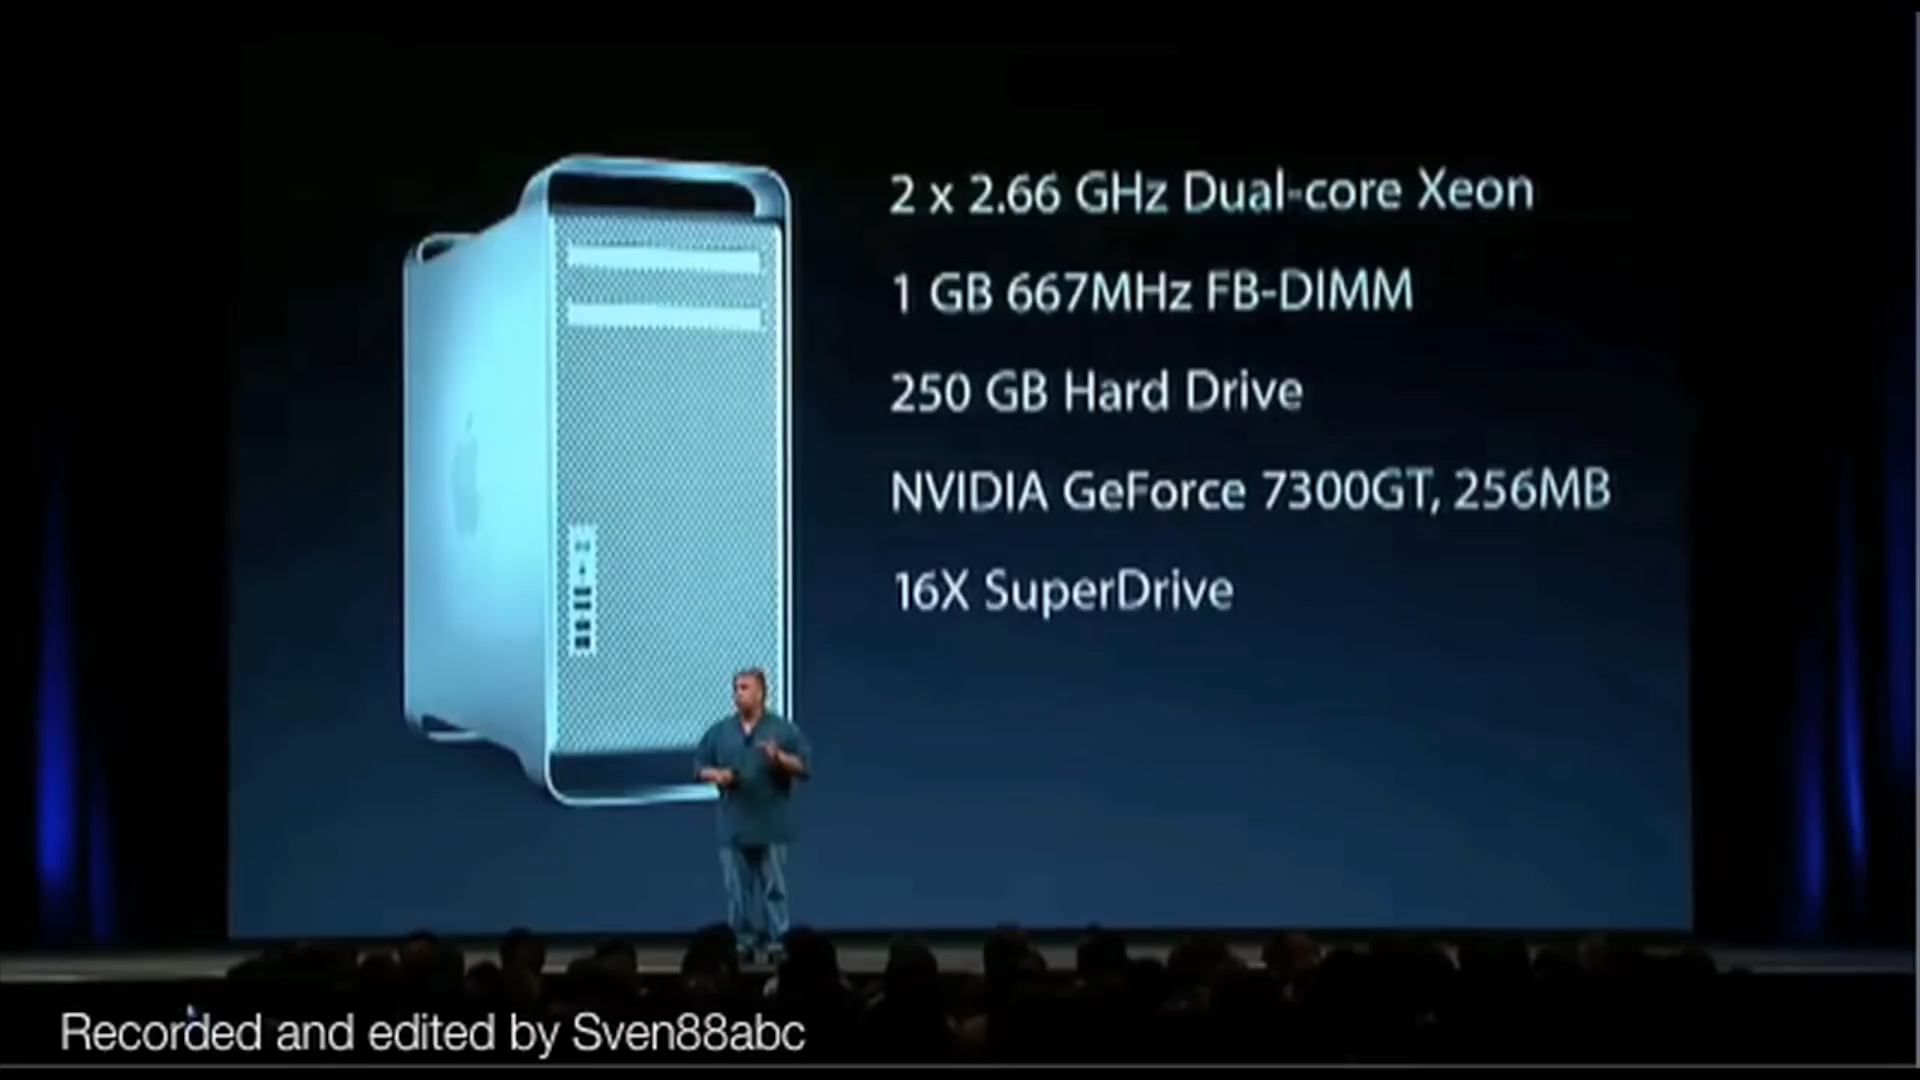 2 x 2.66 GHz Dual-core Xeon
1 GB 667MHz FB-DIMM
250 GB Hard Drive
NVIDIA GeForce 7300GT, 256MB
16X SuperDrive
Recorded and edited by Sven88abc